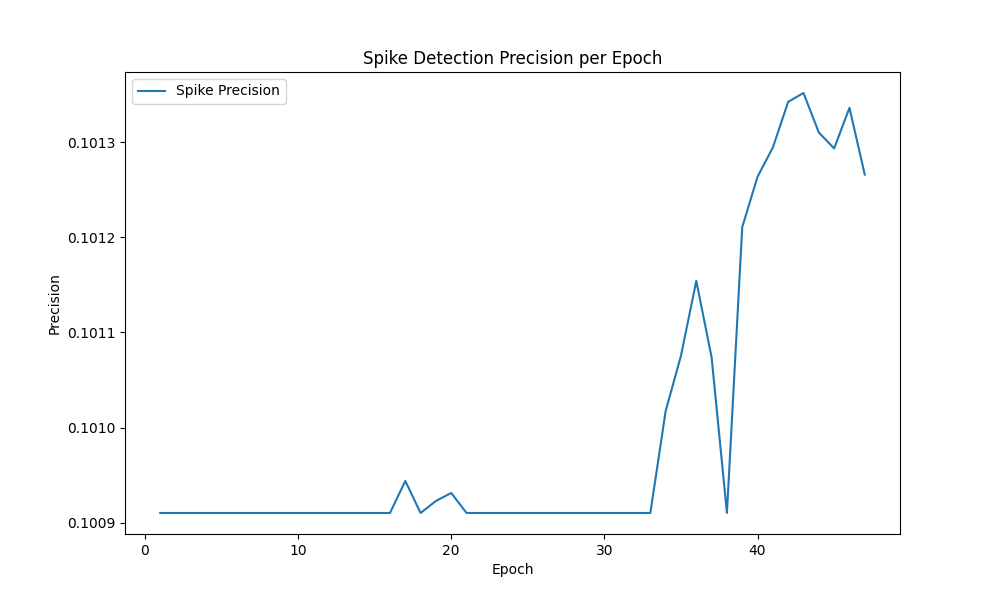 Spike Detection Precision per Epoch
Spike Precision
0.1013
0.1012
0.1011
0.1010
0.1009
Precision
0 10 20 30 40
Epoch